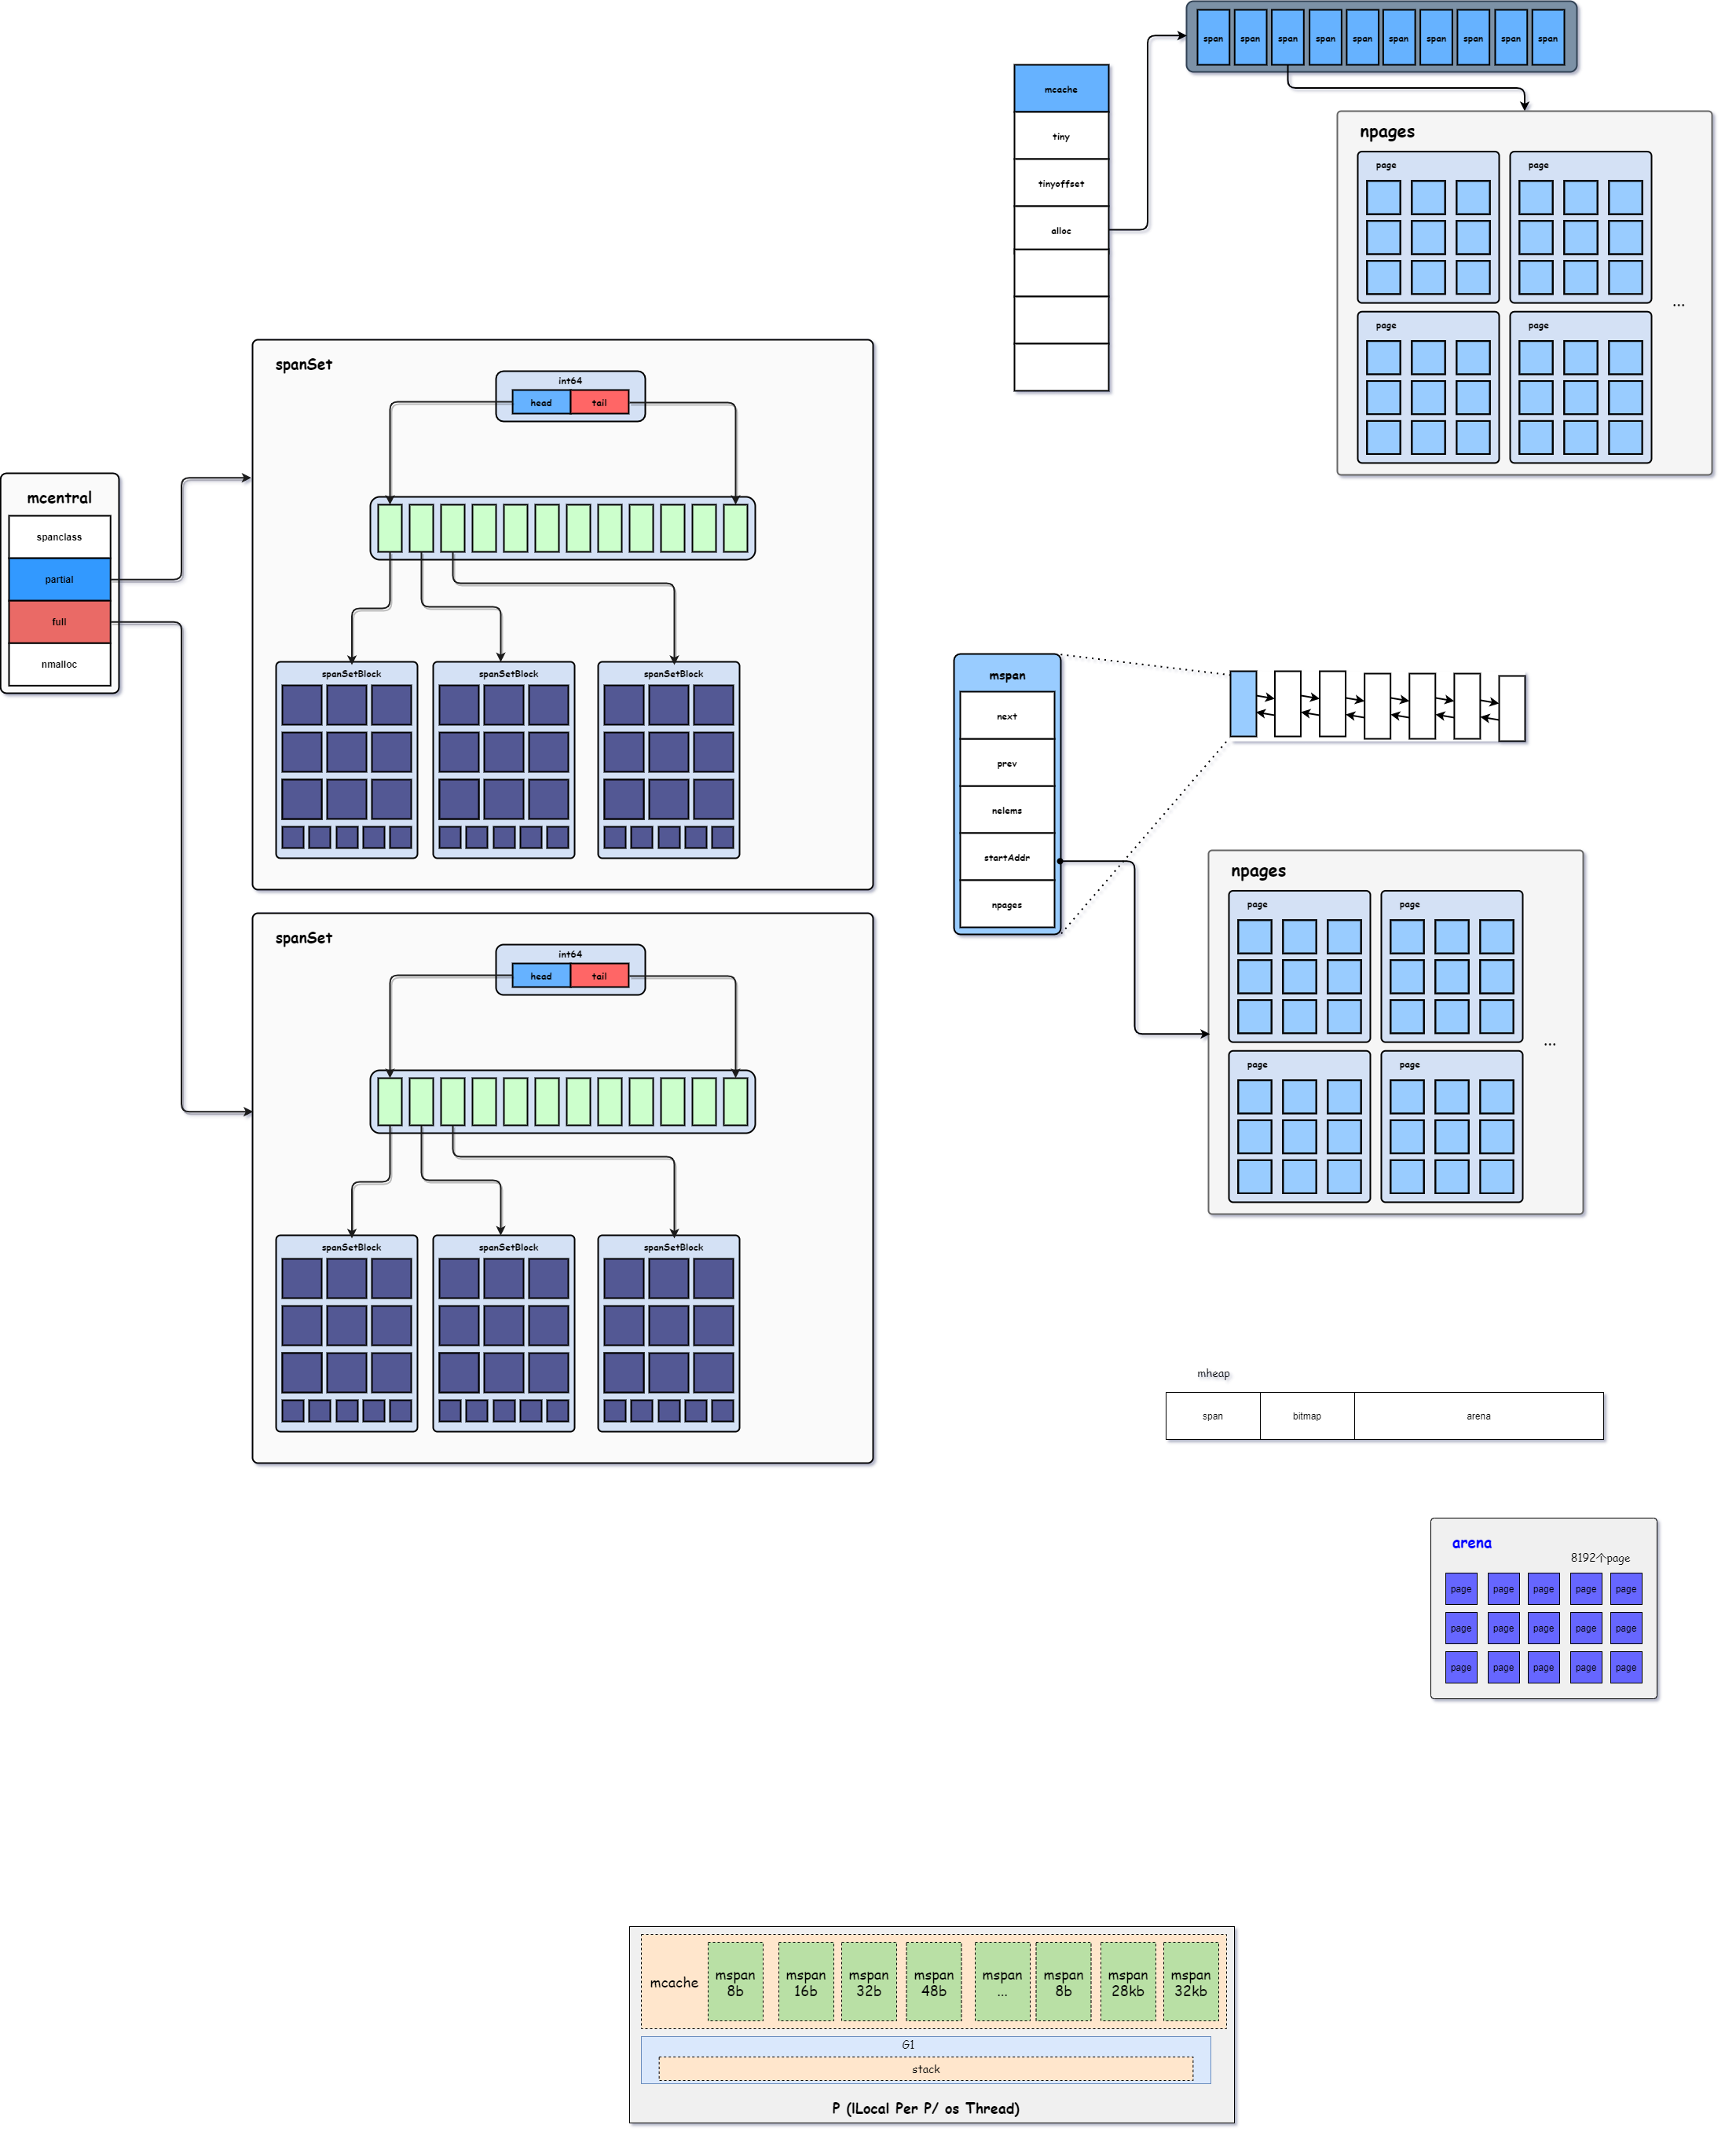 span span span span span span span span span span
mcache
tiny
tinyoffset
alloc
npages
page page
...
page page
spanSet
int64
head tail
spanSetBlock spanSetBlock spanSetBlock
mcentral
spanclass
partial
full
nmalloc
spanSet
int64
head tail
spanSetBlock spanSetBlock spanSetBlock
mspan
next
prev
nelems
startAddr
npages
npages
page page
...
page page
mheap
span bitmap arena
arena
8192个page
page page page page page
page page page page page
page page page page page
mcache
mspan
8b
mspan
16b
mspan
32b
mspan
48b
mspan
...
mspan
8b
mspan
28kb
mspan
32kb
G1
stack
P (lLocal Per P/ os Thread)